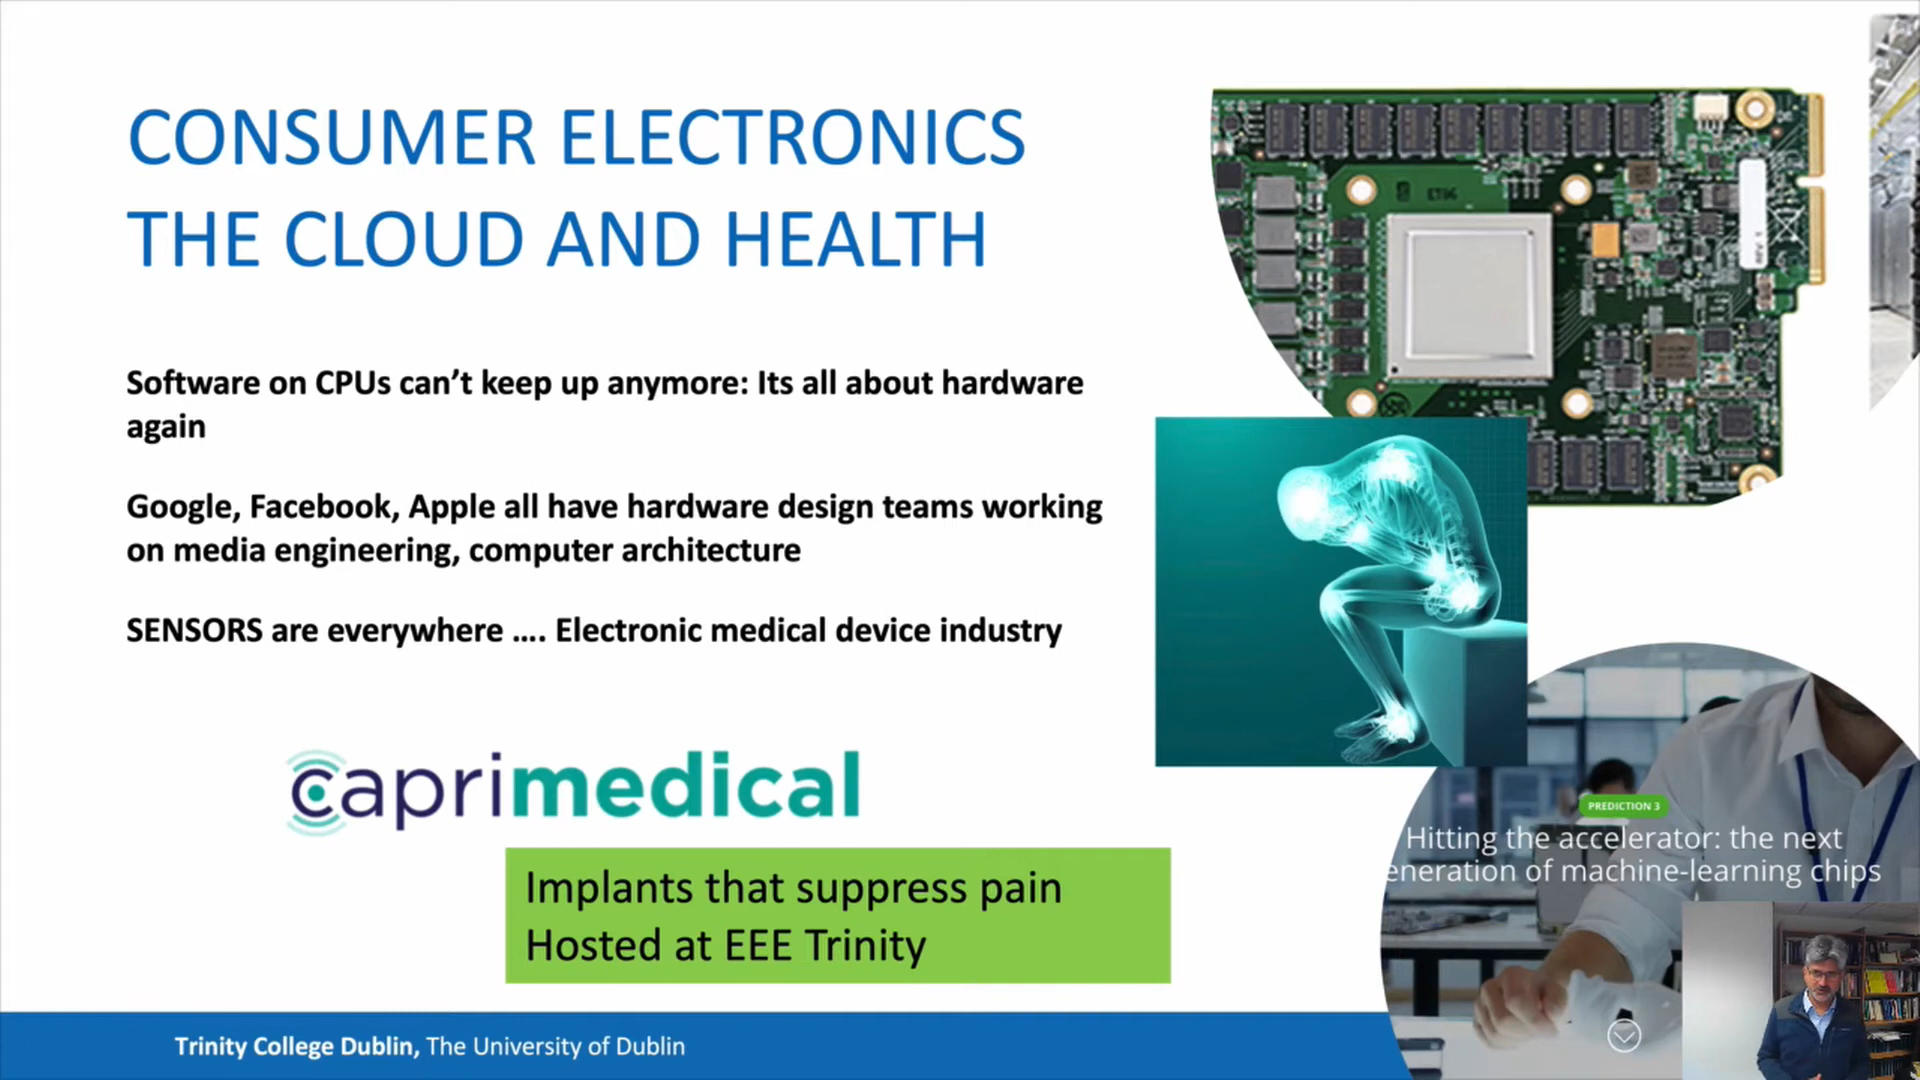 CONSUMER ELECTRONICS
THE CLOUD AND HEALTH
Software on CPUs can’t keep up anymore: Its all about hardware
again
Google, Facebook, Apple all have hardware design teams working
on media engineering, computer architecture
SENSORS are everywhere .... Electronic medical device industry
caprimedical
Implants that suppress pain
Hosted at EEE Trinity
PREDICTION 3
Hitting the accelerator: the next
eneration of machine-learning chips
Trinity College Dublin, The University of Dublin